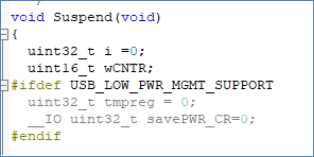 void Suspend(void)
{
uint32_t i =0;
uint16_t wCNTR;
#ifdef USB_LOW_PWR_MGMT_SUPPORT
uint32_t tmpreg = 0;
__IO uint32_t savePWR_CR=0;
#endif